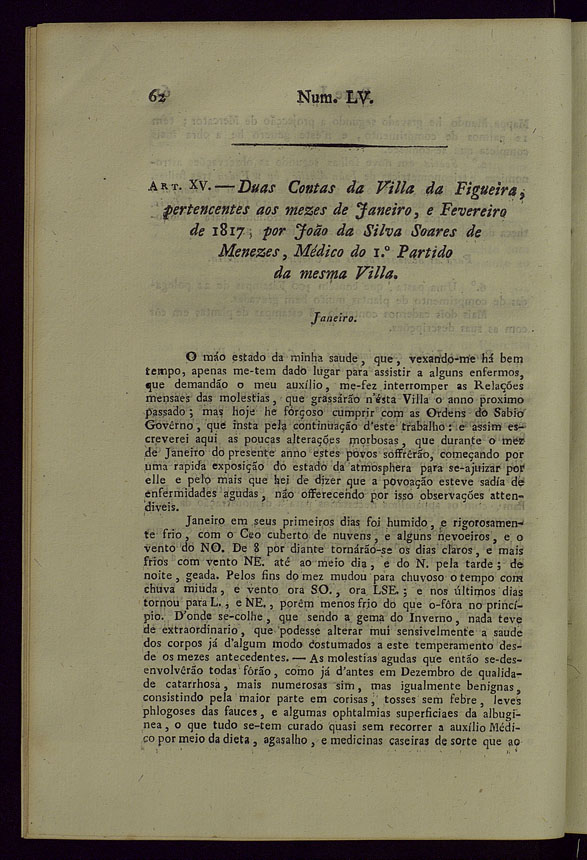 62 Num. LV.
ART. XV. — Duas Contas da Villa da Figueira,
pertencentes aos mezes de Janeiro, e Fevereiro
de 1817, por João da Silva Soares de
Menezes, Médico do 1.º Partido
da mesma Villa.
Janeiro.
O máo estado da minha saude, que, vexando-me há bem
tempo, apenas me-tem dado lugar para assistir a alguns enfermos,
que demandão o meu auxílio, me-fez interromper as Relações
mensaes das molestias, que grassárão n'ésta Villa o anno proximo
passado; mas hoje he forçoso cumprir com as Ordens do Sabio
Govêrno, que insta pela continuação d'este trabalho: e assim es-
creverei aqui as poucas alterações morbosas, que durante o mez
de Janeiro do presente anno estes povos soffrêrão, começando por
uma rapida exposição do estado da atmosphera para se-ajuizar por
elle e pelo mais que hei de dizer que a povoação esteve sadía de
enfermidades agudas, não offerecendo por isso observações atten-
diveis.
Janeiro em seus primeiros dias foi humido, e rigorosamen-
te frio, com o Ceo cuberto de nuvens, e alguns nevoeiros, e o
vento do NO. De 8 por diante tornárão-se os dias claros, e mais
frios com vento NE. até ao meio dia, e do N. pela tarde; de
noite, geada. Pelos fins do mez mudou para chuvoso o tempo com
chuva miuda, e vento ora SO., ora LSE.; e nos últimos dias
tornou para L., e NE., porêm menos frio do que o-fôra no princí-
pio. D'onde se-colhe, que sendo a gema do Inverno, nada teve
de extraordinario, que podesse alterar mui sensivelmente a saude
dos corpos já d'algum modo costumados a este temperamento des-
de os mezes antecedentes. — As molestias agudas que então se-des-
envolvêrão todas fôrão, como já d'antes em Dezembro de qualida-
de catarrhosa, mais numerosas sim, mas igualmente benignas,
consistindo pela maior parte em corisas, tosses sem febre, leves
phlogoses das fauces, e algumas ophtalmias superficiaes da albugí-
nea, o que tudo se-tem curado quasi sem recorrer a auxílio Médi-
co por meio da dieta, agasalho, e medicinas caseiras de sorte que ao